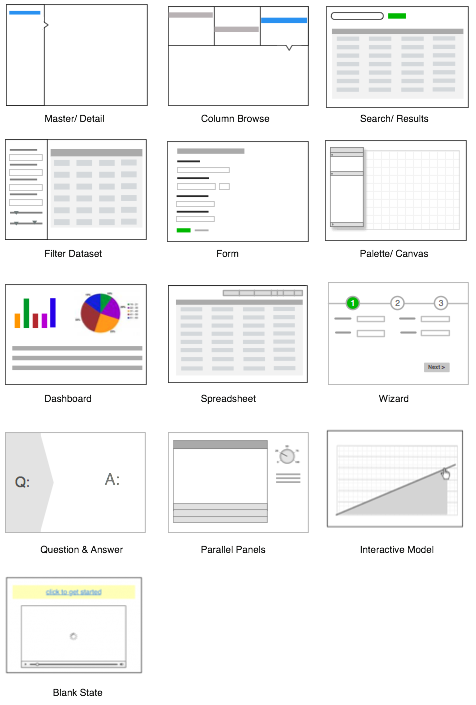 Master/ Detail
Column Browse
Search/ Results
Filter Dataset
Form
Palette/ Canvas
Dashboard
Spreadsheet
1
2
3
Next >
Wizard
Q:
A:
Question & Answer
Parallel Panels
Interactive Model
click to get started
Blank State